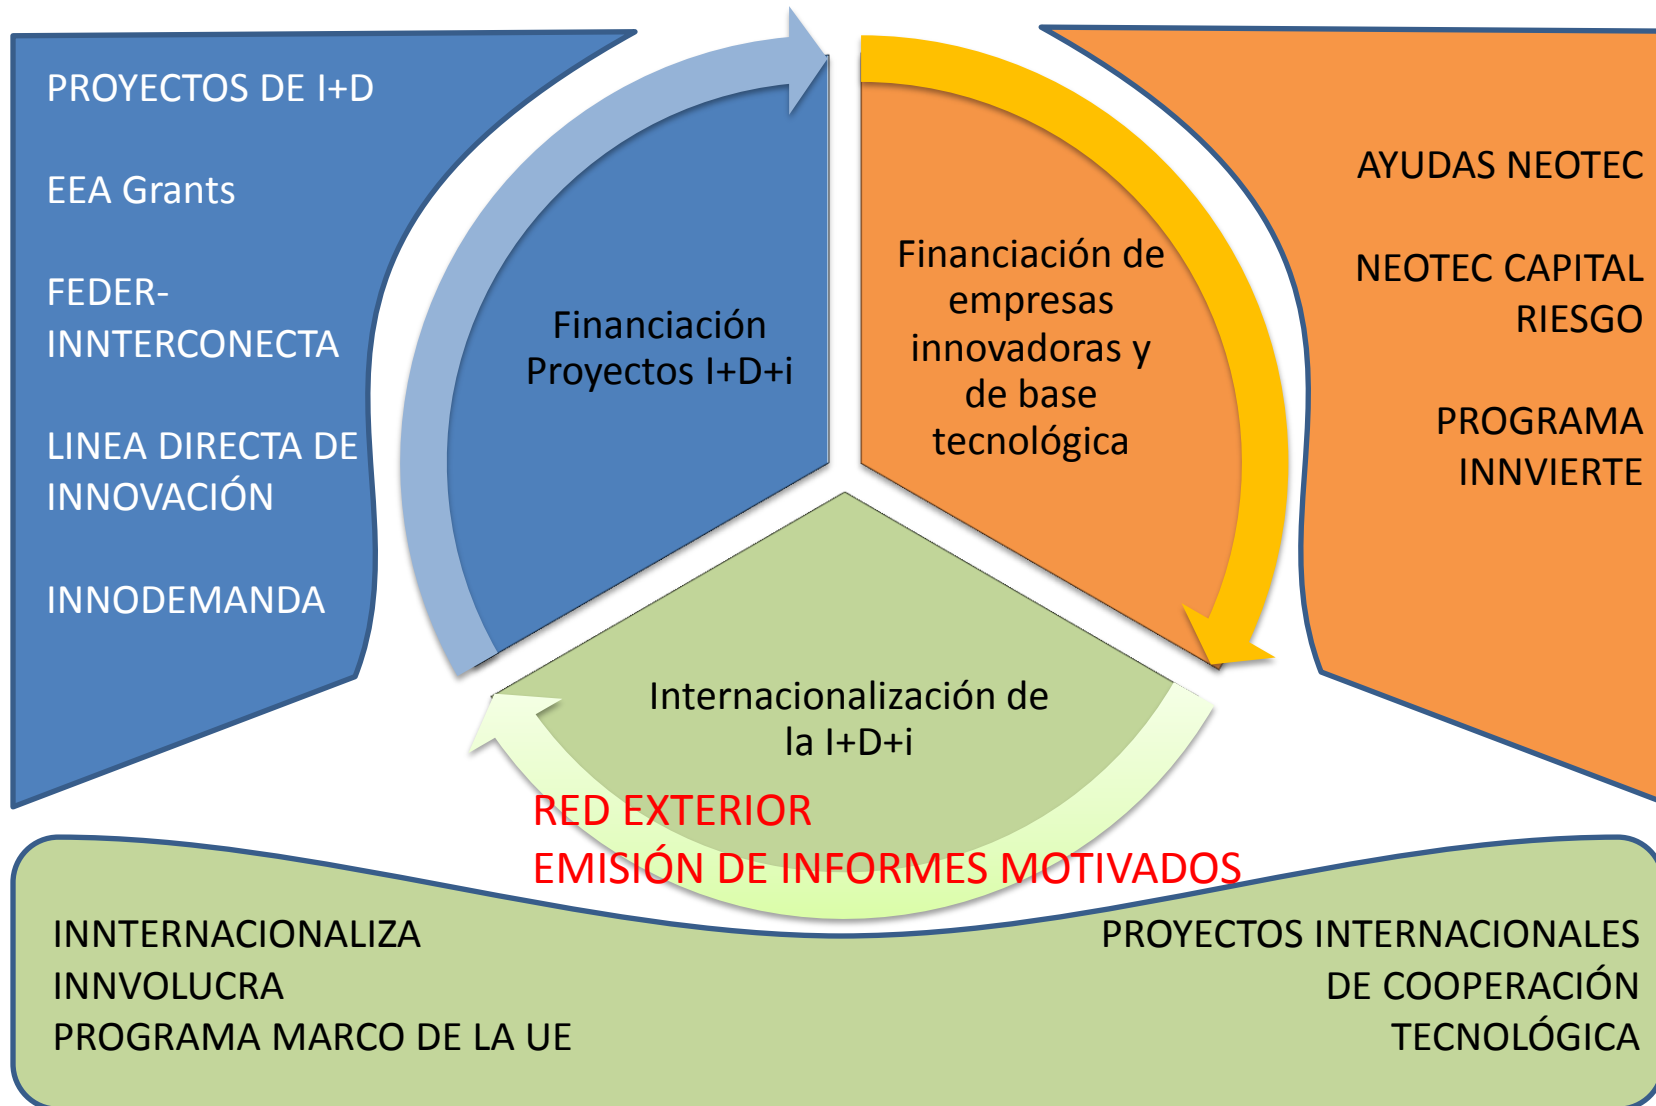 PROYECTOS DE I+D
EEA Grants
FEDER-
INNTERCONECTA
LINEA DIRECTA DE
INNOVACIÓN
INNODEMANDA
Financiación
Proyectos I+D+i
Financiación de
empresas
innovadoras y
de base
tecnológica
AYUDAS NEOTEC
NEOTEC CAPITAL
RIESGO
PROGRAMA
INNVIERTE
Internacionalización de
la I+D+i
RED EXTERIOR
EMISIÓN DE INFORMES MOTIVADOS
INNTERNACIONALIZA
INNVOLUCRA
PROGRAMA MARCO DE LA UE
PROYECTOS INTERNACIONALES
DE COOPERACIÓN
TECNOLÓGICA